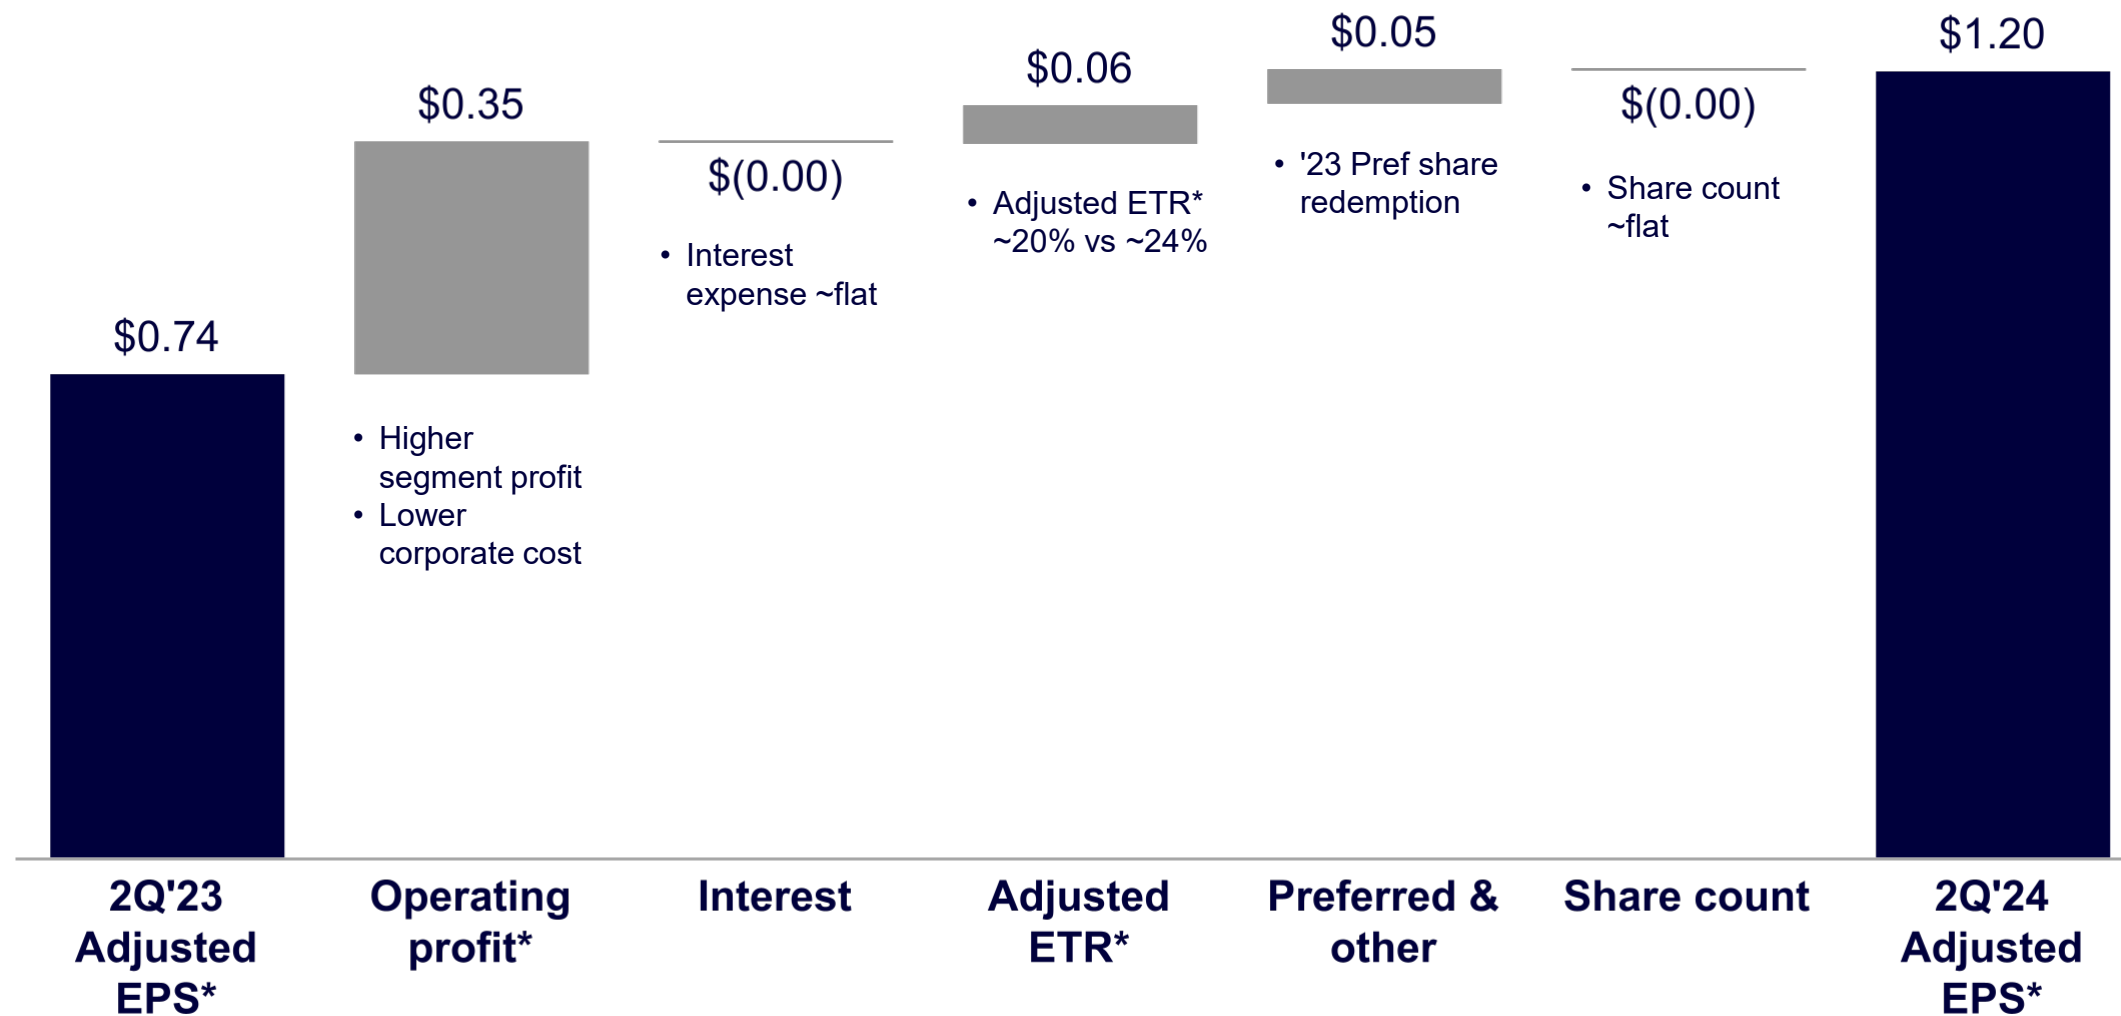 $0.74
$0.35
• Higher
segment profit
• Lower
corporate cost
$(0.00)
• Interest
expense ~flat
$0.06
• Adjusted ETR*
~20% vs ~24%
$0.05
• '23 Pref share
redemption
$(0.00)
• Share count
~flat
$1.20
2Q'23
Adjusted
EPS*
Operating
profit*
Interest
Adjusted
ETR*
Preferred &
other
Share count
2Q'24
Adjusted
EPS*